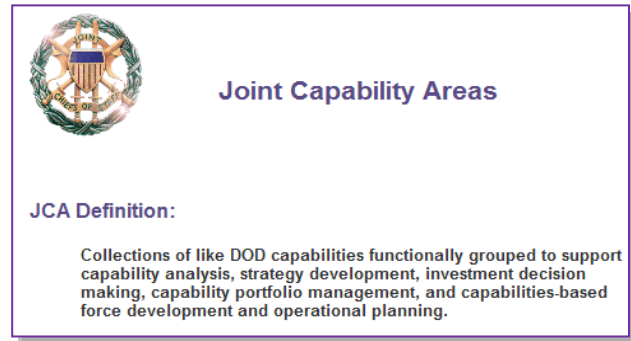 JOINT
CHIEFS OF STAFF
Joint Capability Areas
JCA Definition:
Collections of like DOD capabilities functionally grouped to support
capability analysis, strategy development, investment decision
making, capability portfolio management, and capabilities-based
force development and operational planning.